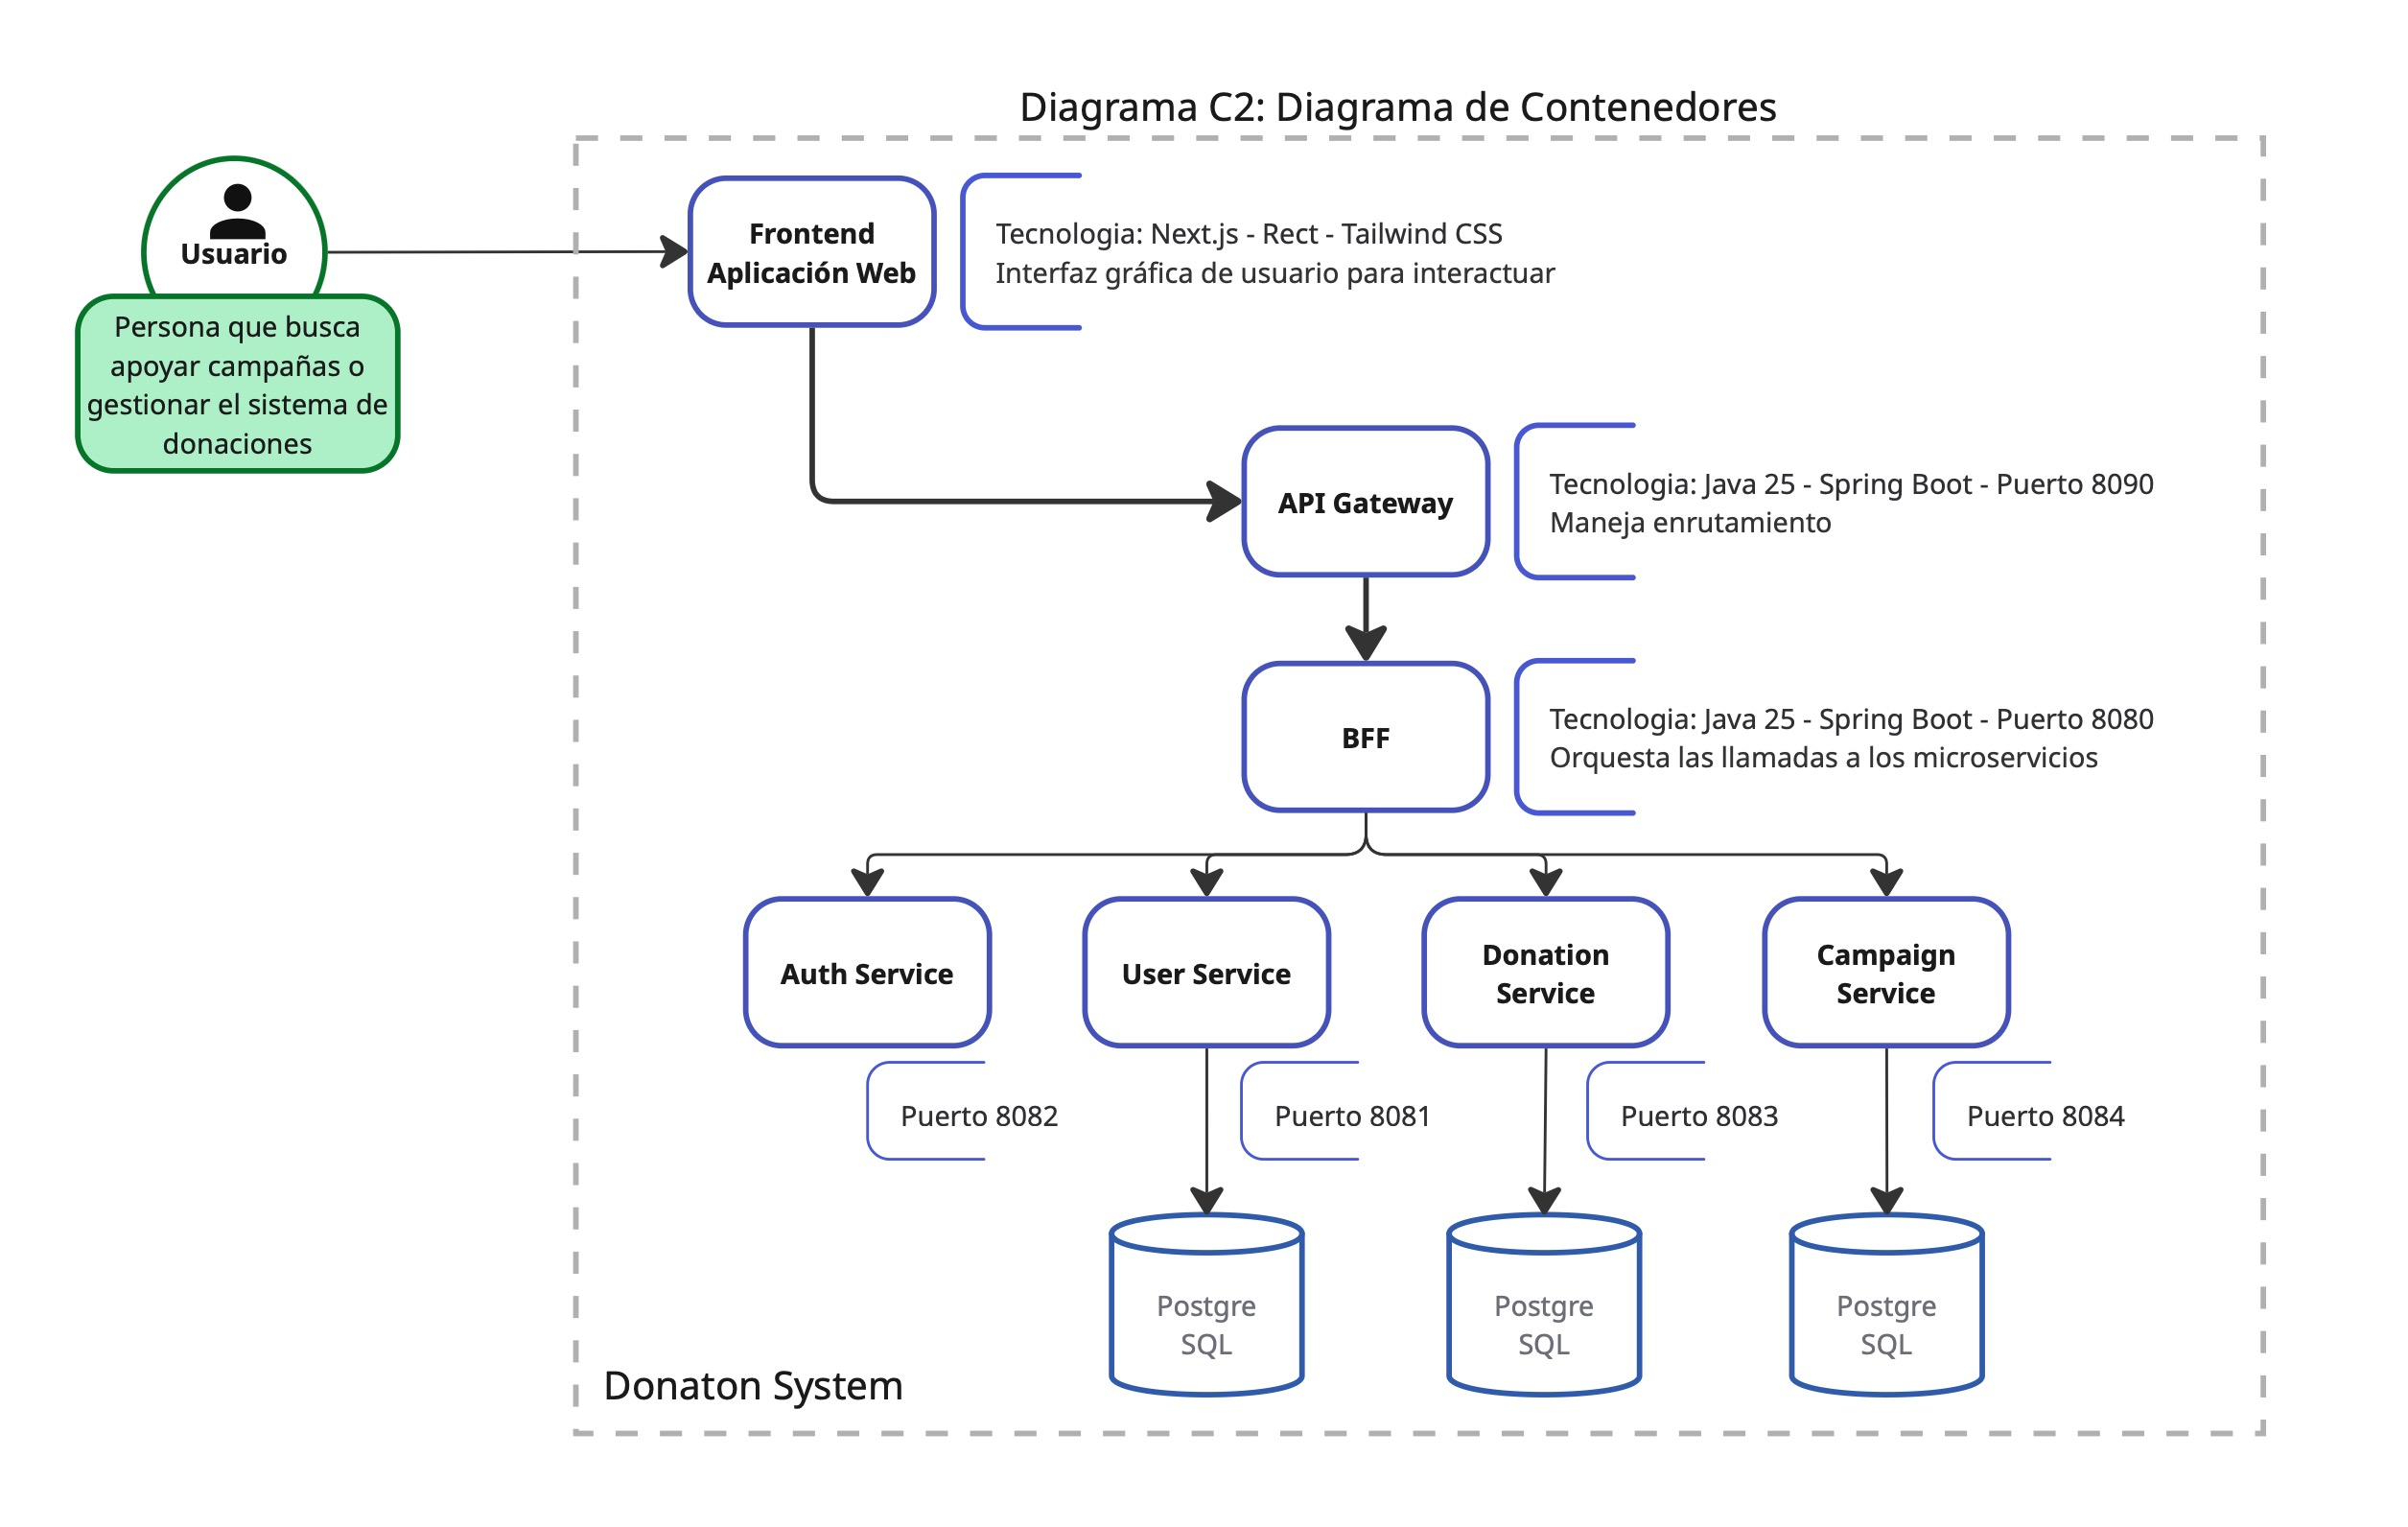 Diagrama C2: Diagrama de Contenedores
Usuario
Persona que busca
apoyar campañas o
gestionar el sistema de
donaciones
Frontend
Aplicación Web
Tecnologia: Next.js - Rect - Tailwind CSS
Interfaz gráfica de usuario para interactuar
API Gateway
Tecnologia: Java 25 - Spring Boot - Puerto 8090
Maneja enrutamiento
BFF
Tecnologia: Java 25 - Spring Boot - Puerto 8080
Orquesta las llamadas a los microservicios
Auth Service
User Service
Donation
Service
Campaign
Service
Puerto 8082
Puerto 8081
Puerto 8083
Puerto 8084
Postgre
SQL
Postgre
SQL
Postgre
SQL
Donaton System